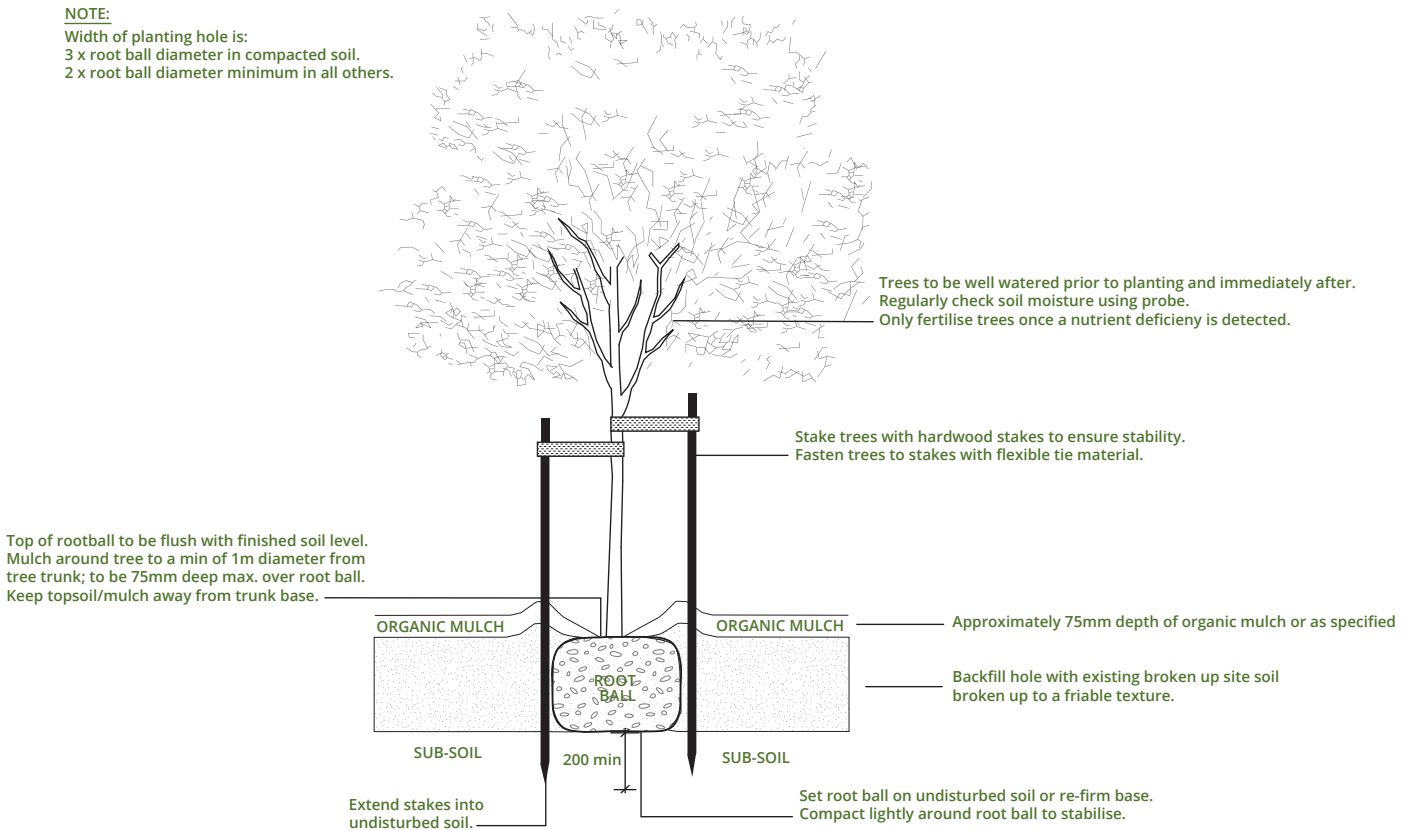 NOTE:
Width of planting hole is:
3 x root ball diameter in compacted soil.
2 x root ball diameter minimum in all others.
Trees to be well watered prior to planting and immediately after.
Regularly check soil moisture using probe.
Only fertilise trees once a nutrient deficieny is detected.
Stake trees with hardwood stakes to ensure stability.
Fasten trees to stakes with flexible tie material.
Top of rootball to be flush with finished soil level.
Mulch around tree to a min of 1m diameter from
tree trunk; to be 75mm deep max. over root ball.
Keep topsoil/mulch away from trunk base.
ORGANIC MULCH
ORGANIC MULCH
Approximately 75mm depth of organic mulch or as specified
ROOT
BALL
Backfill hole with existing broken up site soil
broken up to a friable texture.
SUB-SOIL
200 min
SUB-SOIL
Extend stakes into
undisturbed soil.
Set root ball on undisturbed soil or re-firm base.
Compact lightly around root ball to stabilise.